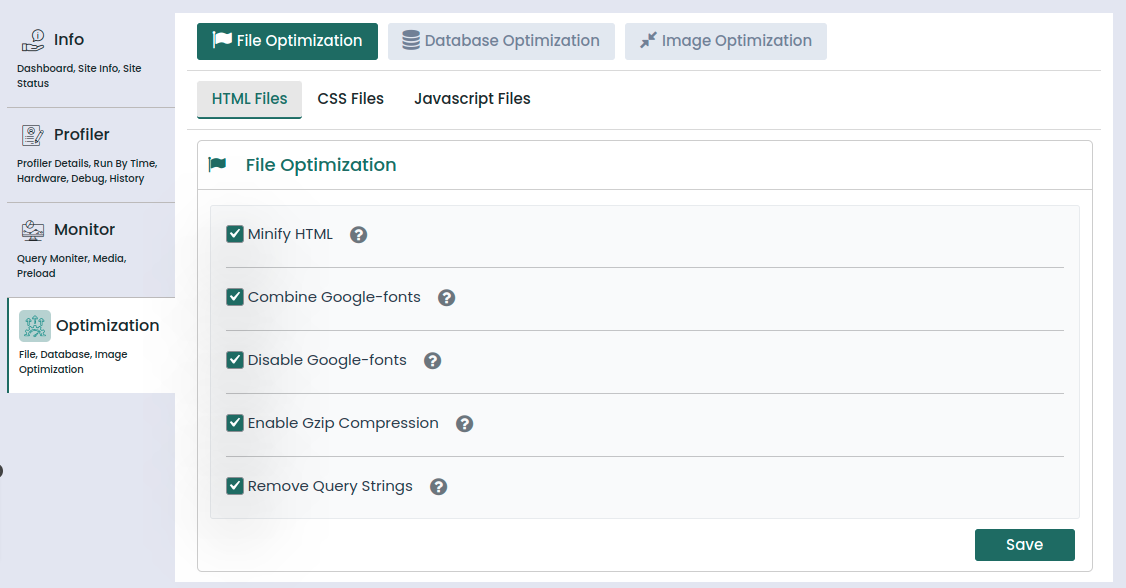 Info
Dashboard, Site Info, Site
Status
Profiler
Profiler Details, Run By Time,
Hardware, Debug, History
Monitor
Query Moniter, Media,
Preload
Optimization
File, Database, Image
Optimization
File Optimization
Database Optimization
Image Optimization
HTML Files
CSS Files
Javascript Files
File Optimization
Minify HTML
Combine Google-fonts
Disable Google-fonts
Enable Gzip Compression
Remove Query Strings
Save